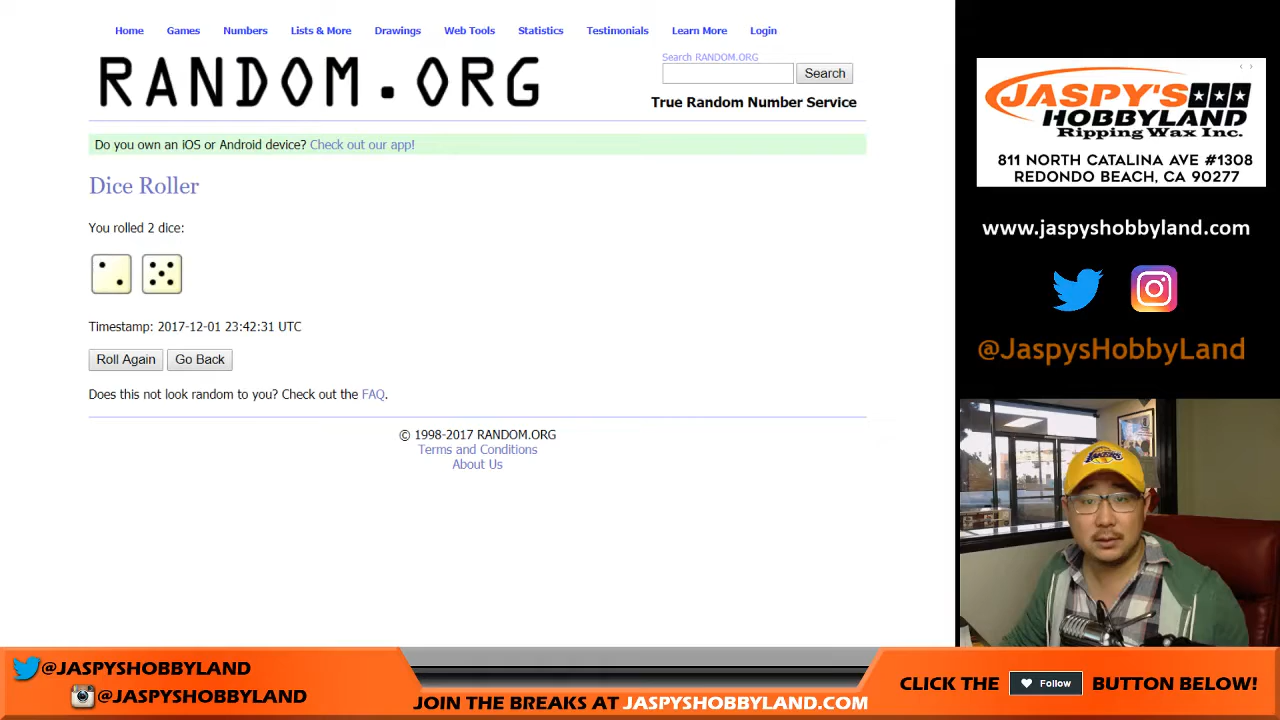 Home Games Numbers Lists & More Drawings Web Tools Statistics Testimonials Learn More Login
RANDOM.ORG
Search RANDOM.ORG
Search
True Random Number Service
Do you own an iOS or Android device? Check out our app!
Dice Roller
You rolled 2 dice:
Timestamp: 2017-12-01 23:42:31 UTC
Roll Again Go Back
Does this not look random to you? Check out the FAQ.
© 1998-2017 RANDOM.ORG
Terms and Conditions
About Us
JASPY'S
HOBBYLAND
Ripping Wax Inc.
811 NORTH CATALINA AVE #1308
REDONDO BEACH, CA 90277
www.jaspyshobbyland.com
@JaspysHobbyLand
LAKERS
@JASPYSHOBBYLAND
@JASPYSHOBBYLAND
JOIN THE BREAKS AT JASPYSHOBBYLAND.COM
CLICK THE Follow BUTTON BELOW!